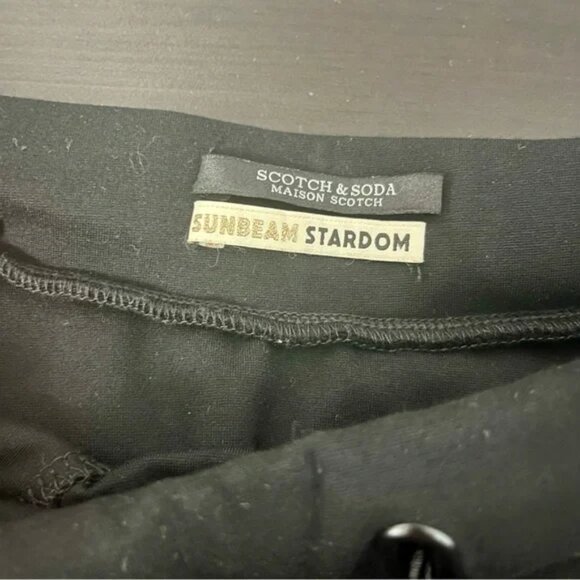 SCOTCH & SODA
MAISON SCOTCH
SUNBEAM STARDOM